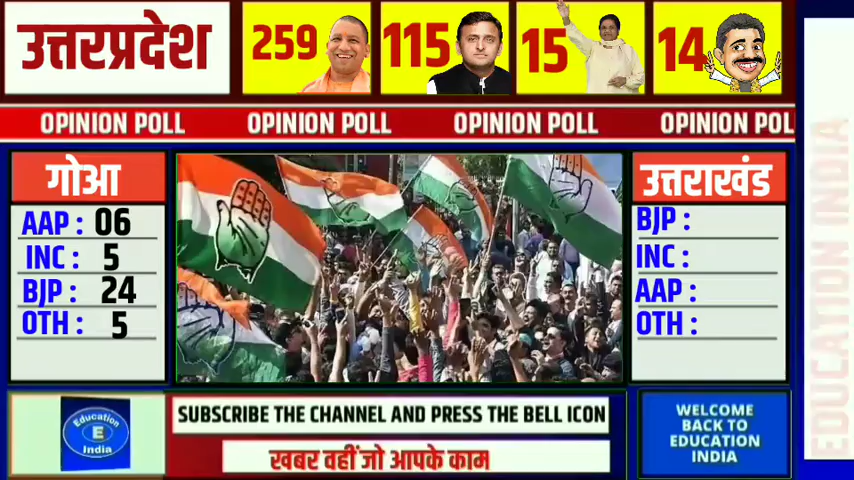 उत्तरप्रदेश
259
115
15
14
OPINION POLL OPINION POLL OPINION POLL OPINION POL
गोआ
AAP : 06
INC : 5
BJP : 24
OTH : 5
उत्तराखंड
BJP :
INC :
AAP :
OTH :
Education
E
India
SUBSCRIBE THE CHANNEL AND PRESS THE BELL ICON
खबर वहीं जो आपके काम
WELCOME
BACK TO
EDUCATION
INDIA
EDUCATION INDIA